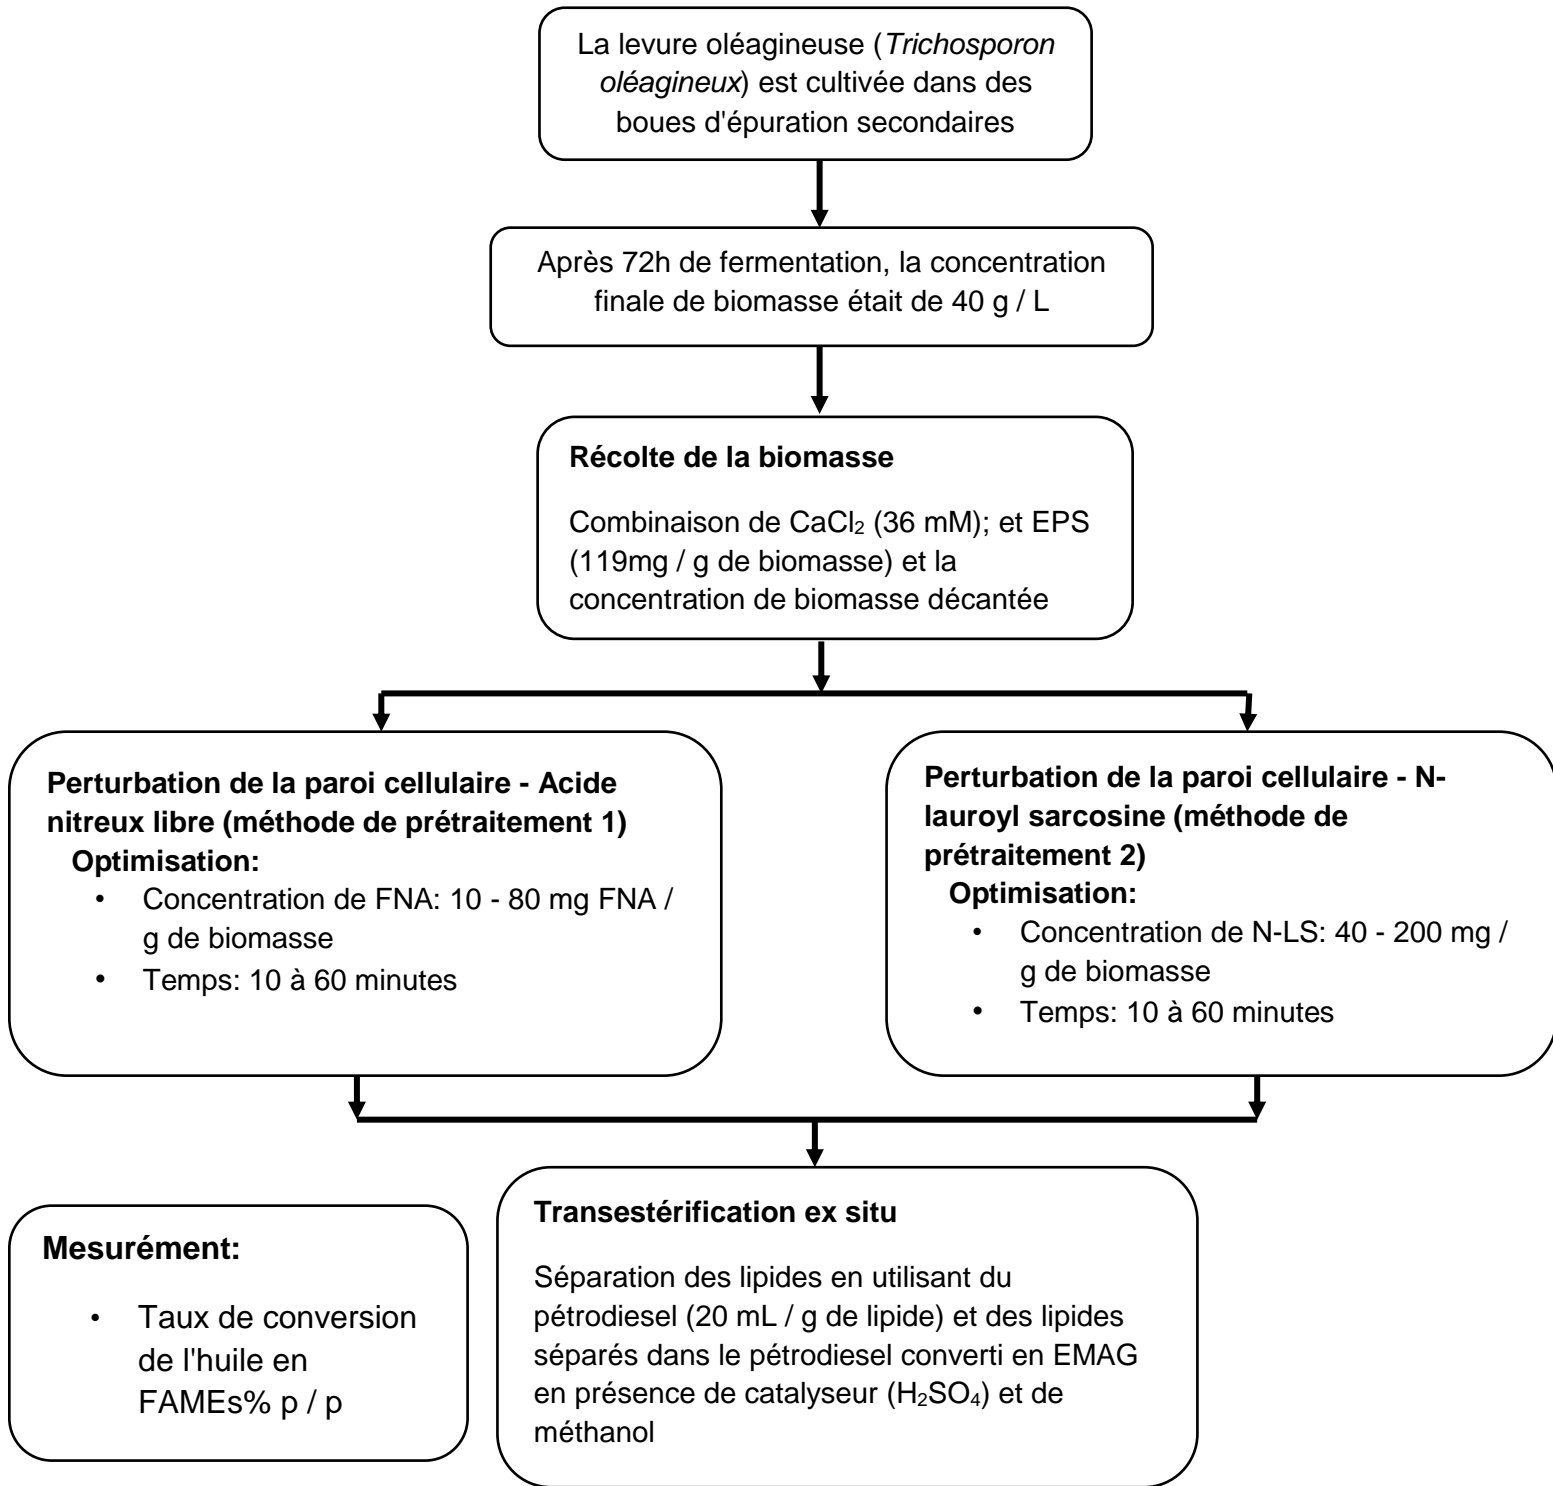 La levure oléagineuse (Trichosporon
oléagineux) est cultivée dans des
boues d'épuration secondaires
Après 72h de fermentation, la concentration
finale de biomasse était de 40 g / L
Récolte de la biomasse
Combinaison de CaCl₂ (36 mM); et EPS
(119mg / g de biomasse) et la
concentration de biomasse décantée
Perturbation de la paroi cellulaire - Acide
nitreux libre (méthode de prétraitement 1)
Optimisation:
• Concentration de FNA: 10 - 80 mg FNA /
g de biomasse
• Temps: 10 à 60 minutes
Perturbation de la paroi cellulaire - N-
lauroyl sarcosine (méthode de
prétraitement 2)
Optimisation:
• Concentration de N-LS: 40 - 200 mg /
g de biomasse
• Temps: 10 à 60 minutes
Mesurément:
• Taux de conversion
de l'huile en
FAMEs% p / p
Transestérification ex situ
Séparation des lipides en utilisant du
pétrodiesel (20 mL / g de lipide) et des lipides
séparés dans le pétrodiesel converti en EMAG
en présence de catalyseur (H₂SO₄) et de
méthanol